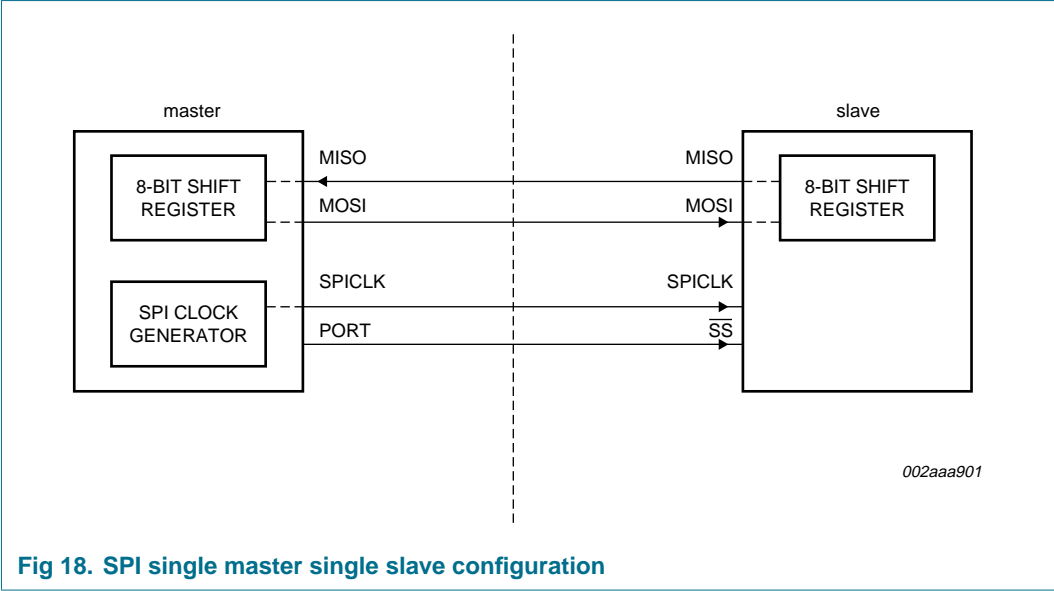 master
slave
8-BIT SHIFT
REGISTER
MISO
MISO
8-BIT SHIFT
REGISTER
MOSI
MOSI
SPI CLOCK
GENERATOR
SPICLK
SPICLK
PORT
S̅S̅
002aaa901
Fig 18. SPI single master single slave configuration